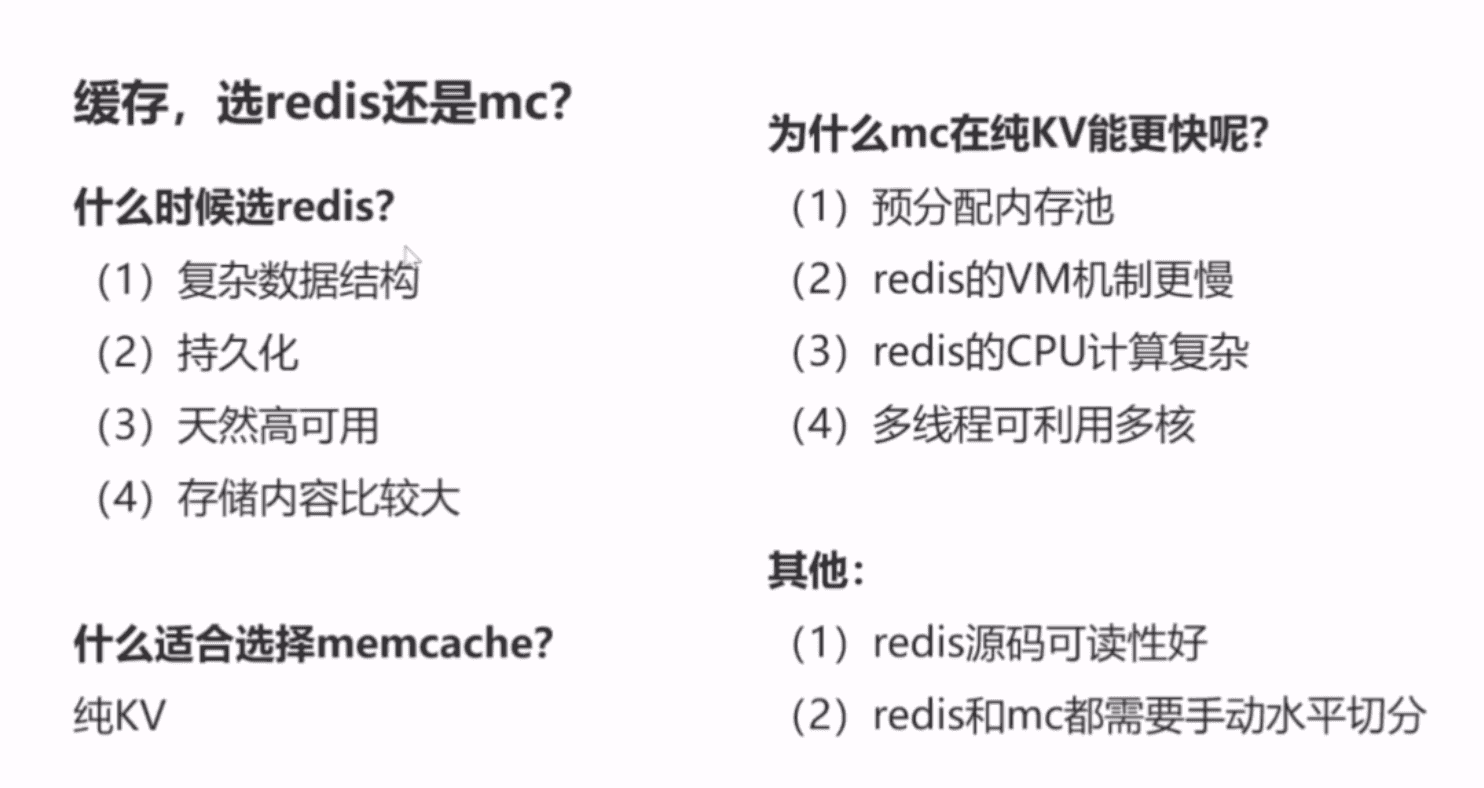 缓存，选redis还是mc？
什么时候选redis？
（1）复杂数据结构
（2）持久化
（3）天然高可用
（4）存储内容比较大
什么适合选择memcache？
纯KV
为什么mc在纯KV能更快呢？
（1）预分配内存池
（2）redis的VM机制更慢
（3）redis的CPU计算复杂
（4）多线程可利用多核
其他：
（1）redis源码可读性好
（2）redis和mc都需要手动水平切分